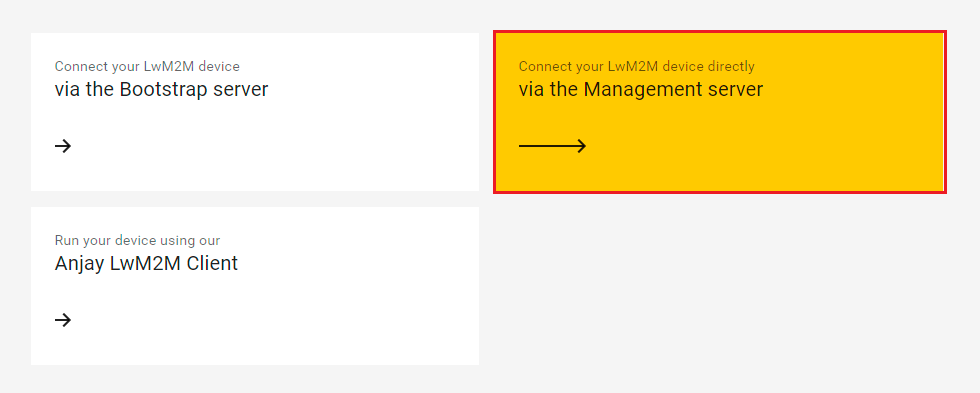 Connect your LwM2M device
via the Bootstrap server
Connect your LwM2M device directly
via the Management server
Run your device using our
Anjay LwM2M Client